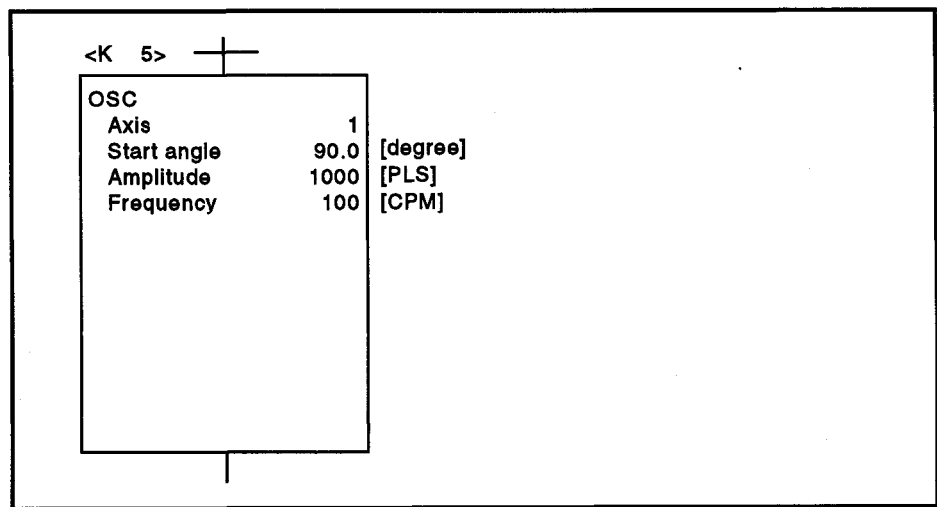 <K 5>
OSC
Axis 1
Start angle 90.0 [degree]
Amplitude 1000 [PLS]
Frequency 100 [CPM]